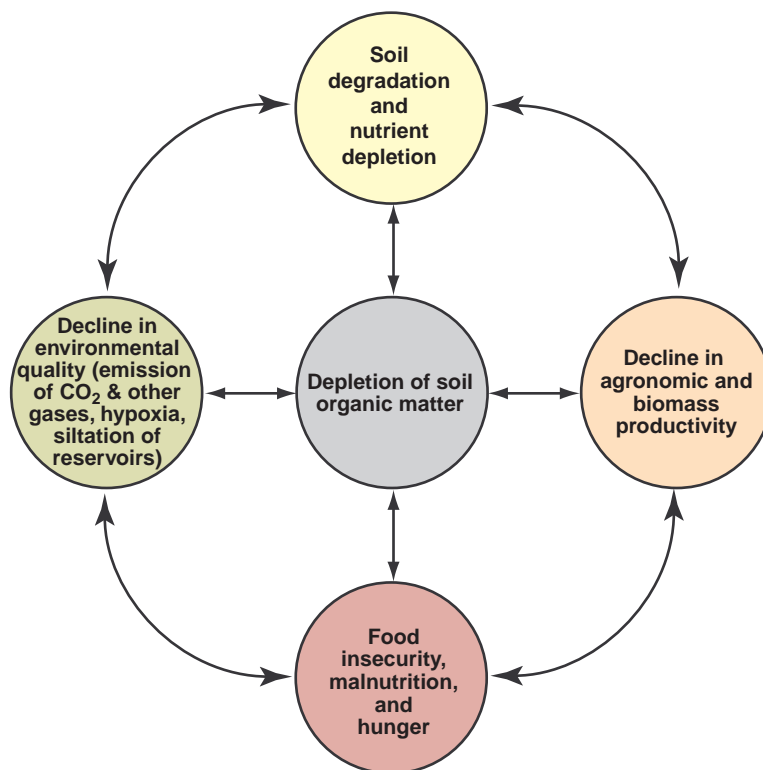 Soil
degradation
and
nutrient
depletion
Decline in
environmental
quality (emission
of CO₂ & other
gases, hypoxia,
siltation of
reservoirs)
Depletion of soil
organic matter
Decline in
agronomic and
biomass
productivity
Food
insecurity,
malnutrition,
and
hunger